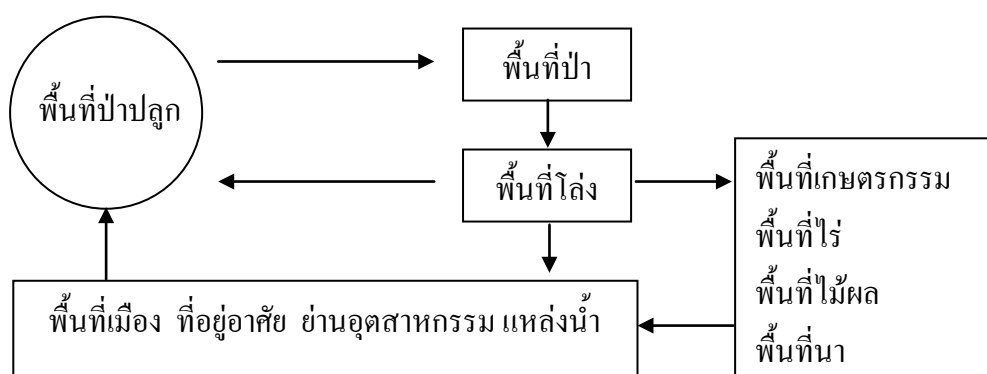 พื้นที่ป่า
พื้นที่ป่าปลูก
พื้นที่โล่ง
พื้นที่เกษตรกรรม
พื้นที่ไร่
พื้นที่ไม้ผล
พื้นที่นา
พื้นที่เมือง ที่อยู่อาศัย ย่านอุตสาหกรรม แหล่งน้ำ